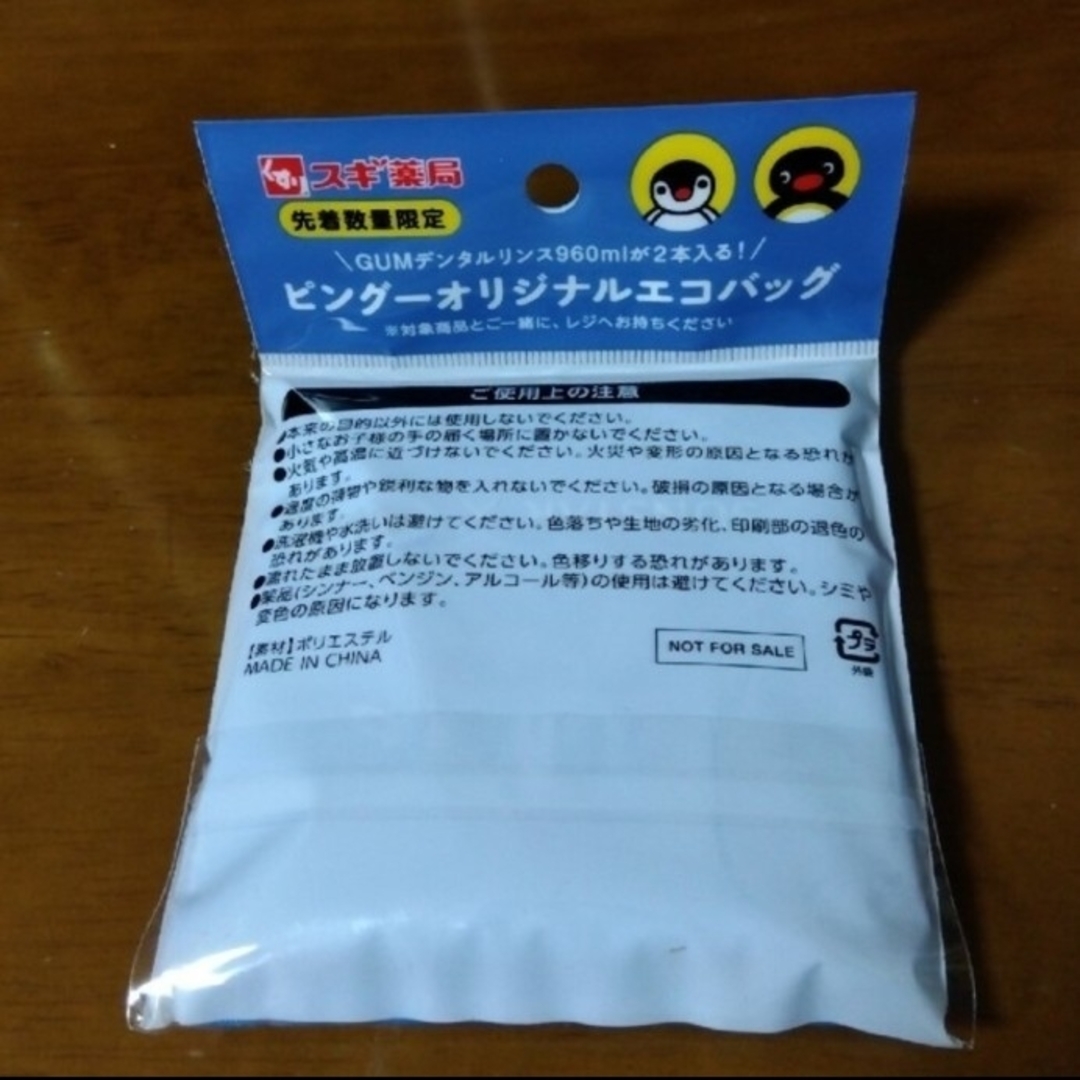 くすり スギ薬局
先着数量限定
\GUMデンタルリンス960mlが2本入る!/
ピングーオリジナルエコバッグ
※対象商品とご一緒に、レジへお持ちください
ご使用上の注意
●本来の目的以外には使用しないでください。
●小さなお子様の手の届く場所に置かないでください。
●火気や高温に近づけないでください。火災や変形の原因となる恐れが
あります。
●過度の荷物や鋭利な物を入れないでください。破損の原因となる場合が
あります。
●洗濯機や水洗いは避けてください。色落ちや生地の劣化、印刷部の退色の
恐れがあります。
●濡れたまま放置しないでください。色移りする恐れがあります。
●薬品(シンナー、ベンジン、アルコール等)の使用は避けてください。シミや
変色の原因になります。
【素材】ポリエステル
MADE IN CHINA
NOT FOR SALE
プラ
外袋